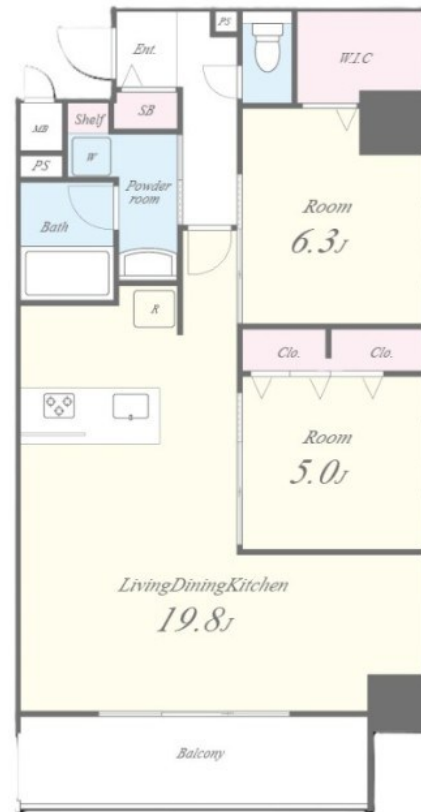 PS
Ent.
W.I.C
MB
Shelf
SB
W
PS
Powder
room
Bath
Room
6.3J
R
Clo.
Clo.
Room
5.0J
LivingDiningKitchen
19.8J
Balcony